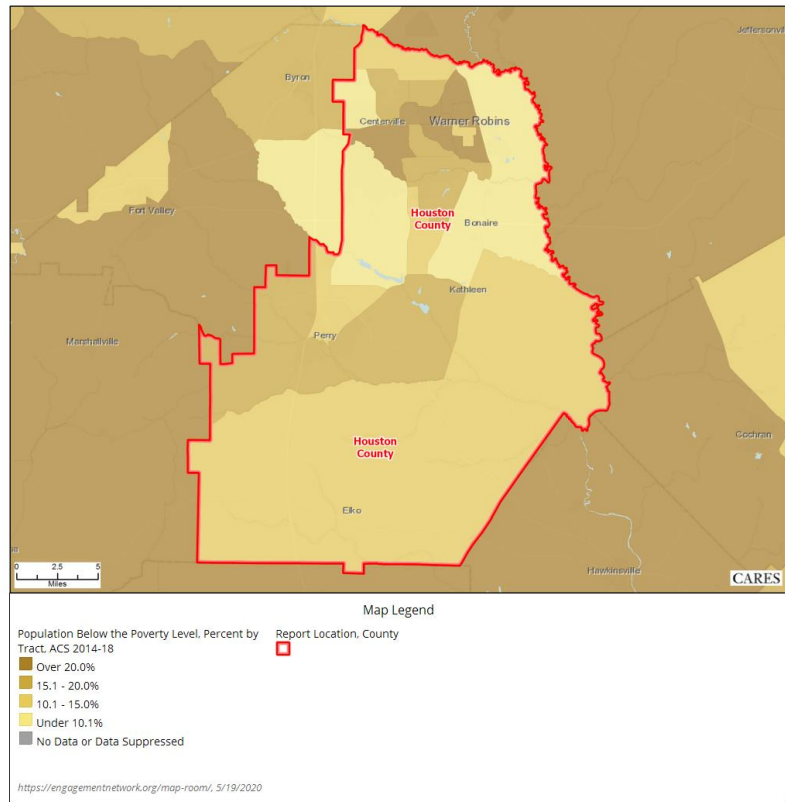 Jeffersonvil
Byron
Centerville
Warner Robins
Fort Valley
Houston
County
Bonaire
Kathleen
Marshallville
Perry
Houston
County
Cochran
Elko
0 2.5 5
Miles
Hawkinsville
CARES
Map Legend
Population Below the Poverty Level, Percent by
Tract, ACS 2014-18
Over 20.0%
15.1 - 20.0%
10.1 - 15.0%
Under 10.1%
No Data or Data Suppressed
Report Location, County
https://engagementnetwork.org/map-room/, 5/19/2020